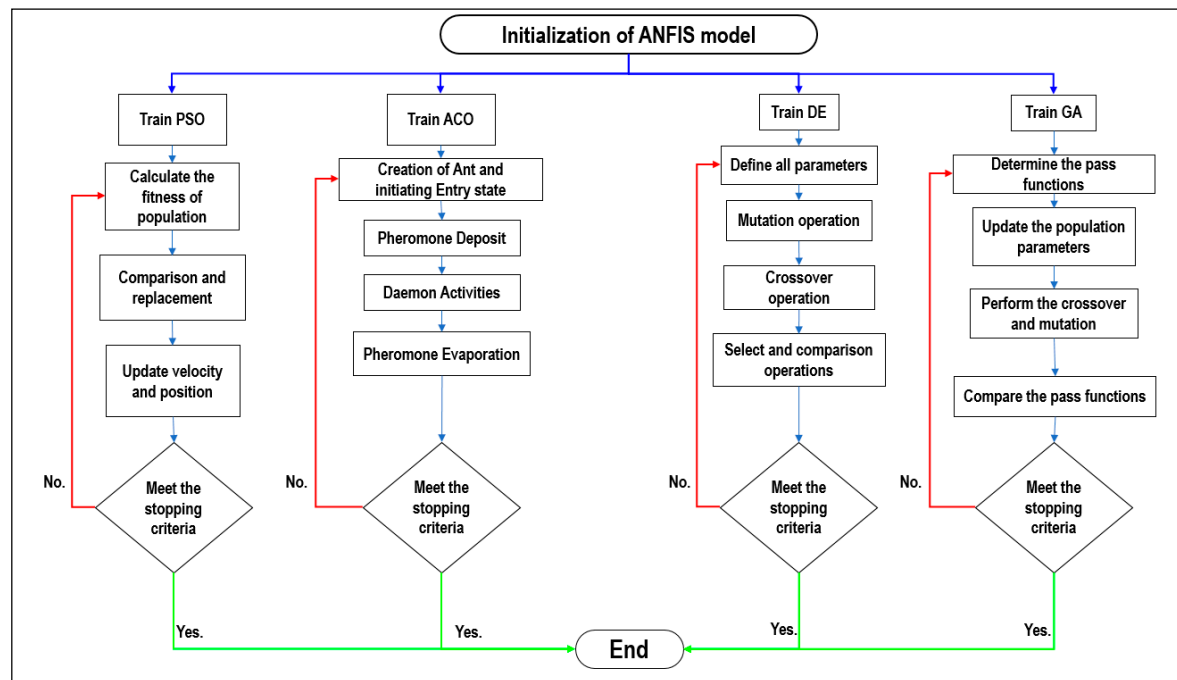 Initialization of ANFIS model
Train PSO
Calculate the
fitness of
population
Comparison and
replacement
Update velocity
and position
No.
Meet the
stopping
criteria
Yes.
Train ACO
Creation of Ant and
initiating Entry state
Pheromone Deposit
Daemon Activities
Pheromone Evaporation
No.
Meet the
stopping
criteria
Yes.
Train DE
Define all parameters
Mutation operation
Crossover
operation
Select and comparison
operations
No.
Meet the
stopping
criteria
Yes.
Train GA
Determine the pass
functions
Update the population
parameters
Perform the crossover
and mutation
Compare the pass functions
No.
Meet the
stopping
criteria
Yes.
End